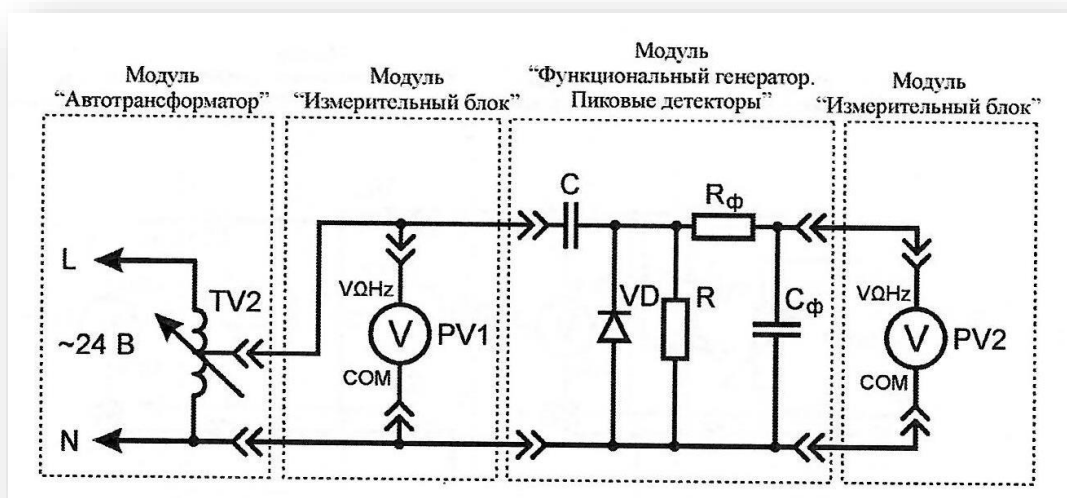 Модуль
“Автотрансформатор”
Модуль
“Измерительный блок”
Модуль
“Функциональный генератор.
Пиковые детекторы”
Модуль
“Измерительный блок”
L
~24 В
N
TV2
VΩHz
V
PV1
COM
C
VD
R
Rф
Cф
VΩHz
V
PV2
COM